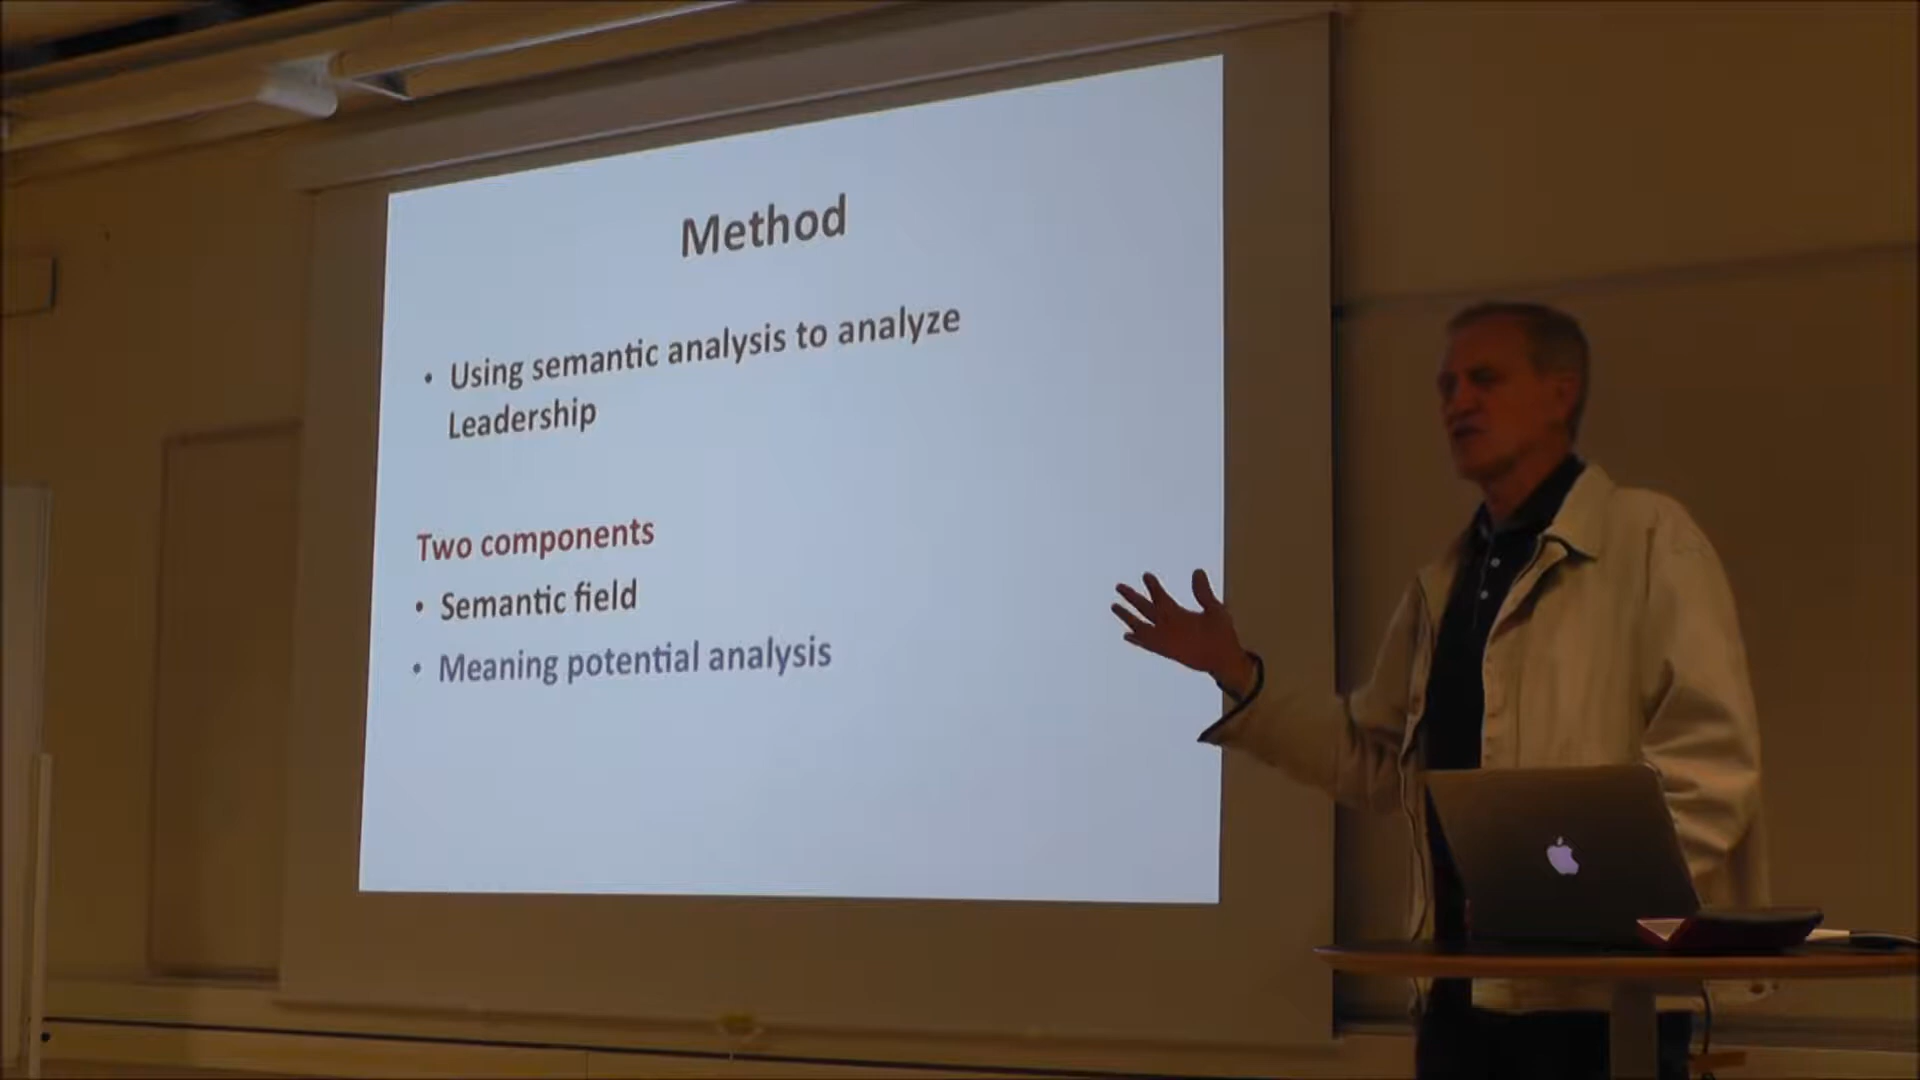 Method
• Using semantic analysis to analyze
Leadership
Two components
• Semantic field
• Meaning potential analysis